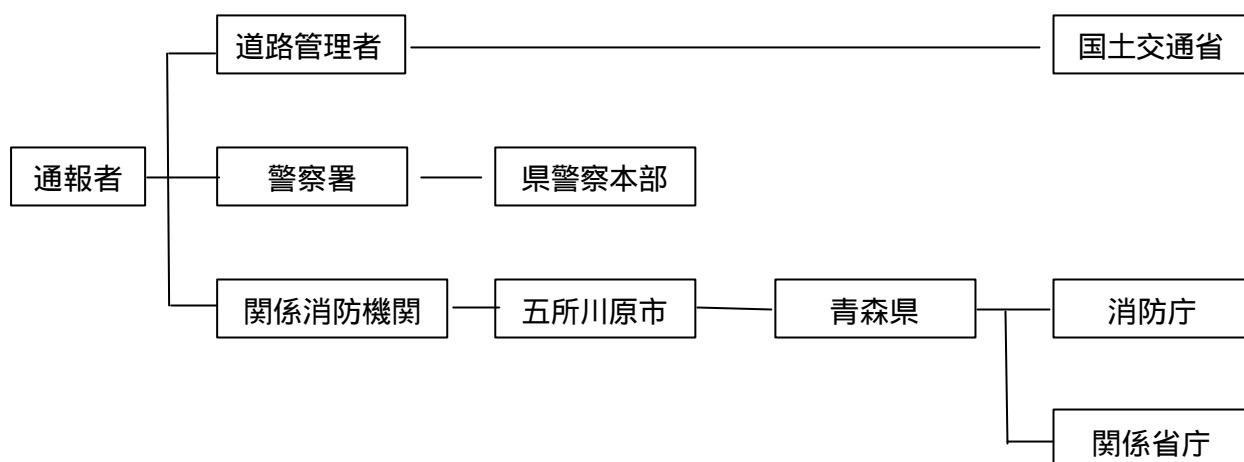 道路管理者
国土交通省
通報者
警察署
県警察本部
関係消防機関
五所川原市
青森県
消防庁
関係省庁